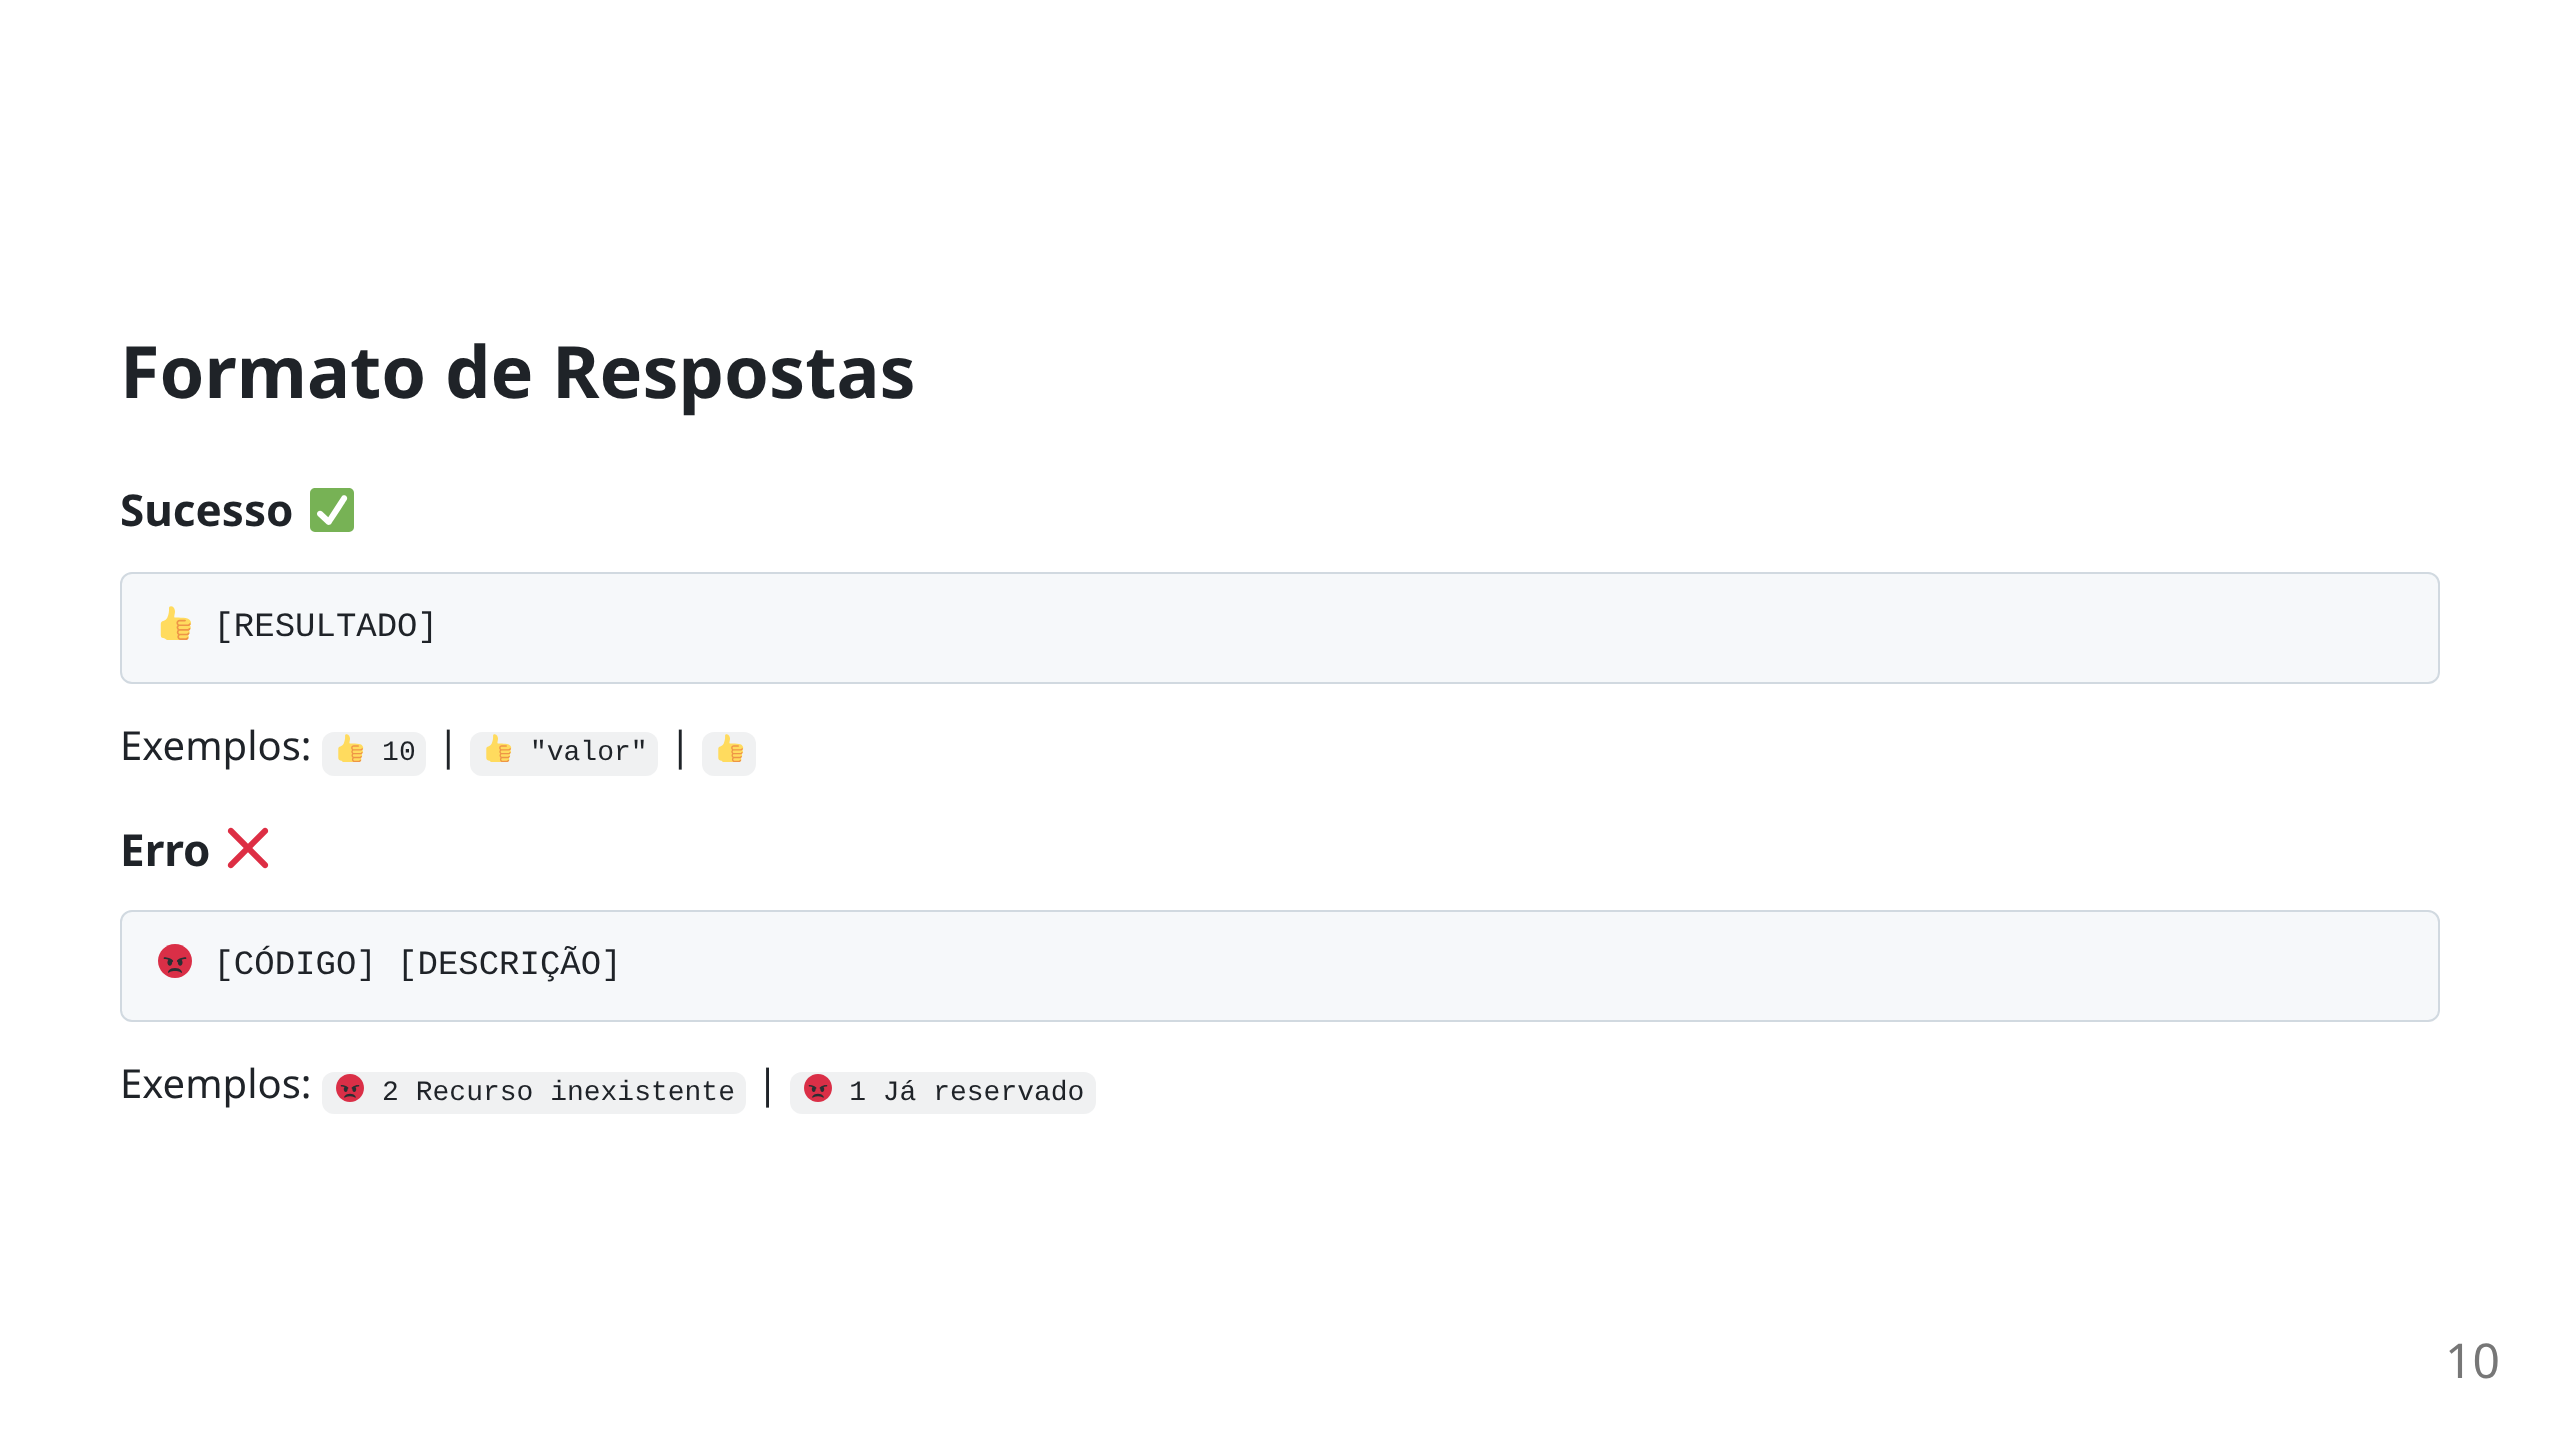 Formato de Respostas
Sucesso ✅
👍 [RESULTADO]
Exemplos: 👍 10 | 👍 "valor" | 👍
Erro ❌
😡 [CÓDIGO] [DESCRIÇÃO]
Exemplos: 😡 2 Recurso inexistente | 😡 1 Já reservado
10